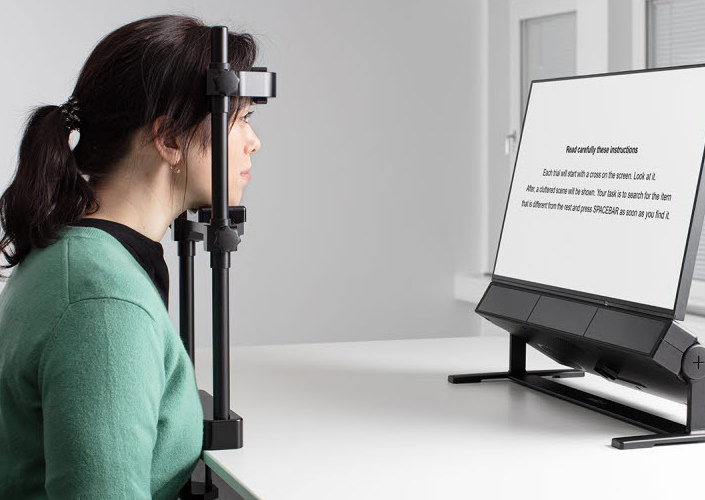 Read carefully these instructions
Each trial will start with a cross on the screen. Look at it.
After, a cluttered scene will be shown. Your task is to search for the item
that is different from the rest and press SPACEBAR as soon as you find it.